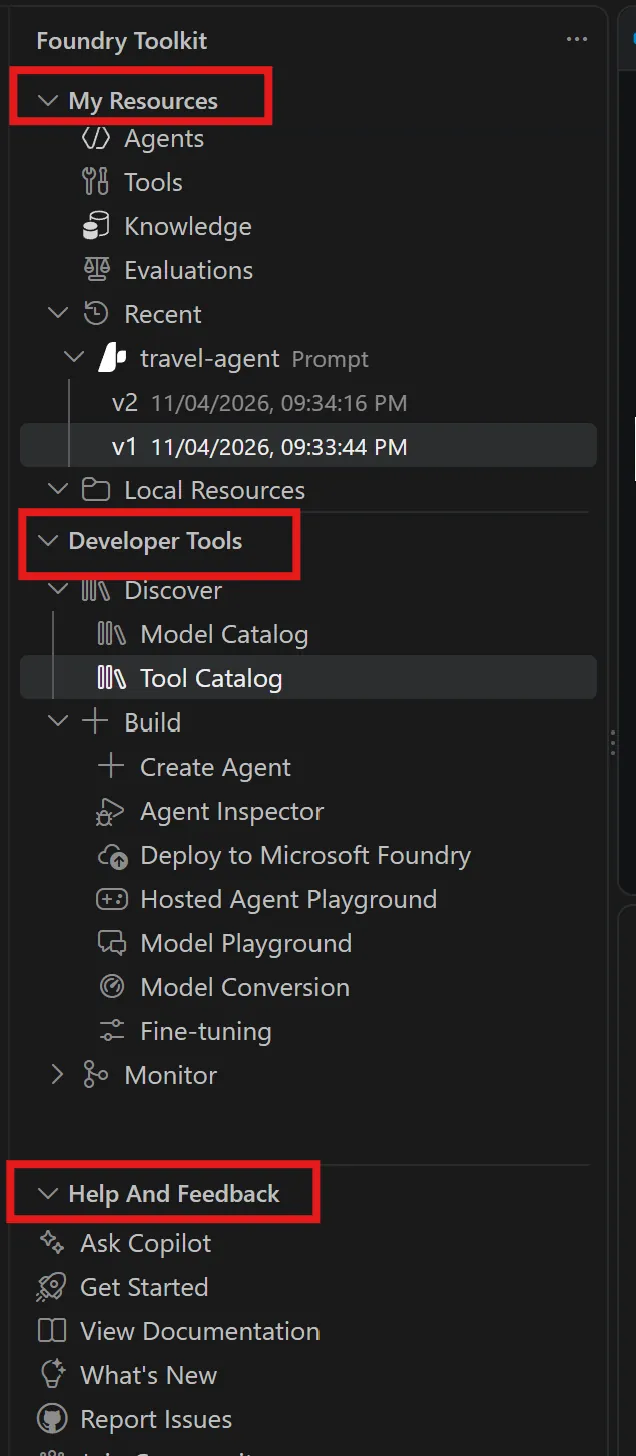 Foundry Toolkit
My Resources
Agents
Tools
Knowledge
Evaluations
Recent
travel-agent Prompt
v2 11/04/2026, 09:34:16 PM
v1 11/04/2026, 09:33:44 PM
Local Resources
Developer Tools
Discover
Model Catalog
Tool Catalog
Build
Create Agent
Agent Inspector
Deploy to Microsoft Foundry
Hosted Agent Playground
Model Playground
Model Conversion
Fine-tuning
Monitor
Help And Feedback
Ask Copilot
Get Started
View Documentation
What's New
Report Issues